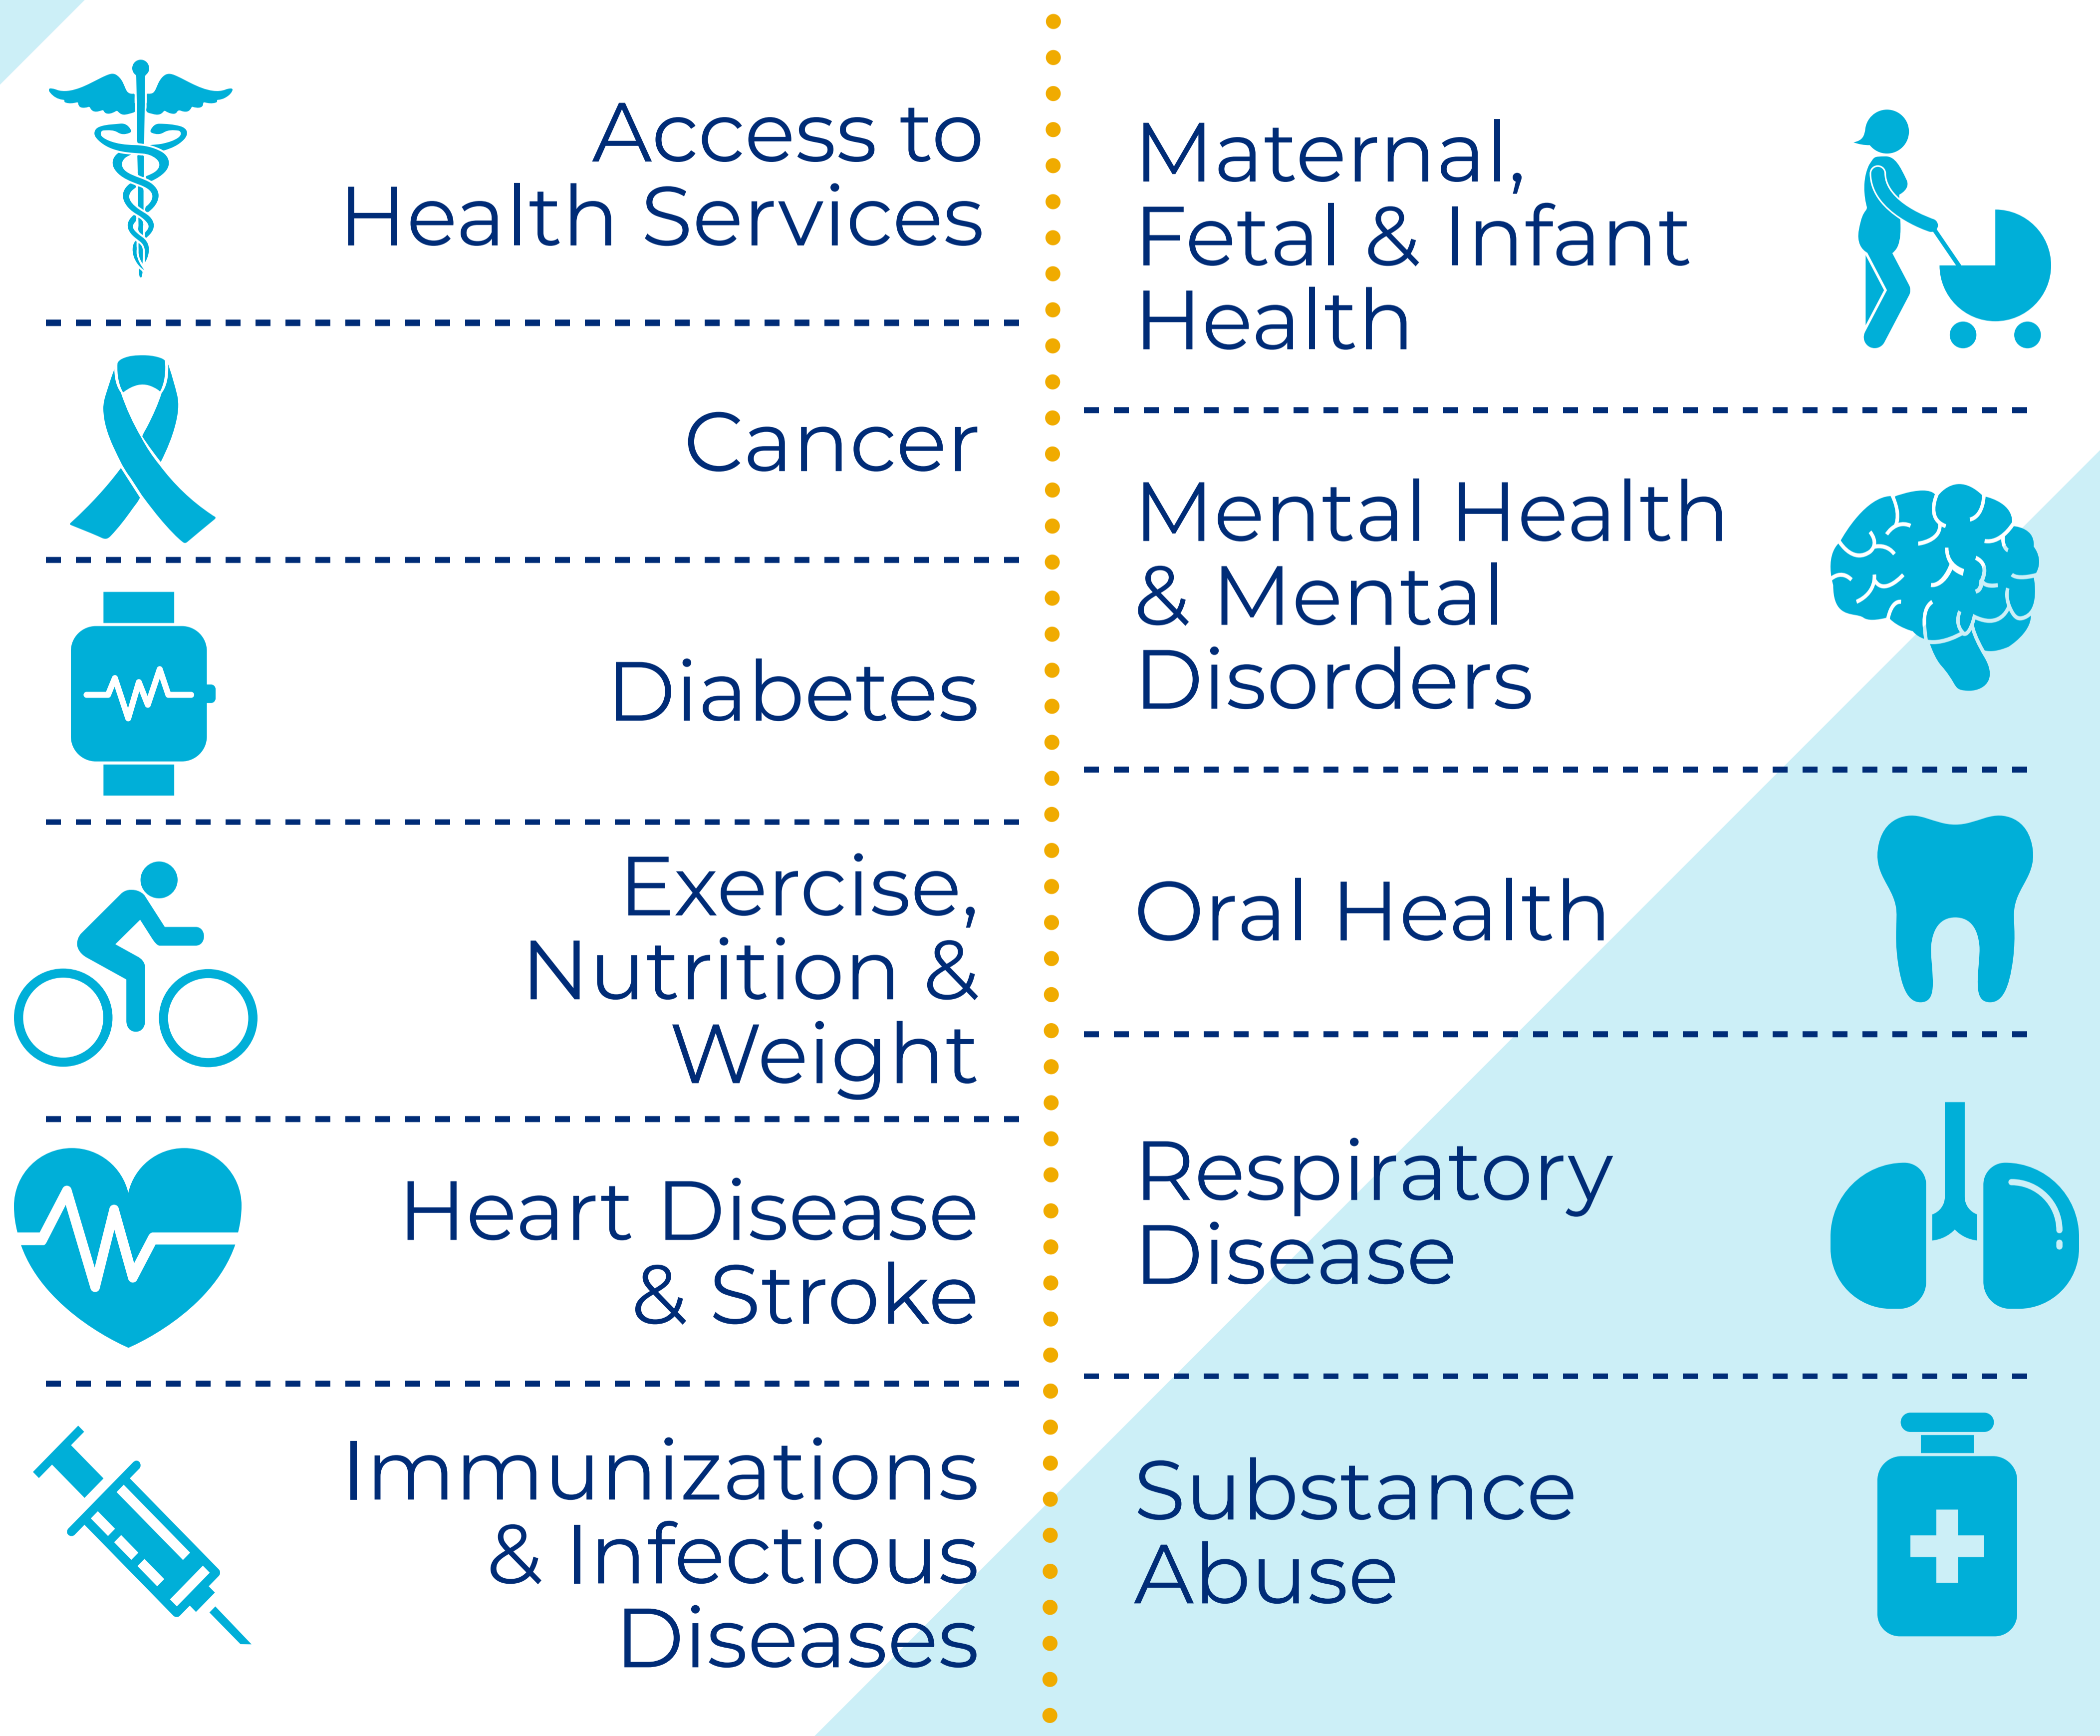 Access to
Health Services
Cancer
Diabetes
Exercise,
Nutrition &
Weight
Heart Disease
& Stroke
Immunizations
& Infectious
Diseases
Maternal,
Fetal & Infant
Health
Mental Health
& Mental
Disorders
Oral Health
Respiratory
Disease
Substance
Abuse